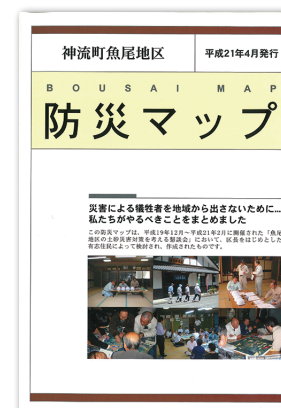 神流町魚尾地区
平成21年4月発行
BOUSAI MAP
防災マップ
災害による犠牲者を地域から出さないために...
私たちがやるべきことをまとめました
この防災マップは、平成19年12月〜平成21年2月に開催された「魚尾
地区の土砂災害対策を考える懇談会」において、区長をはじめとした
有志住民によって検討され、作成されたものです。